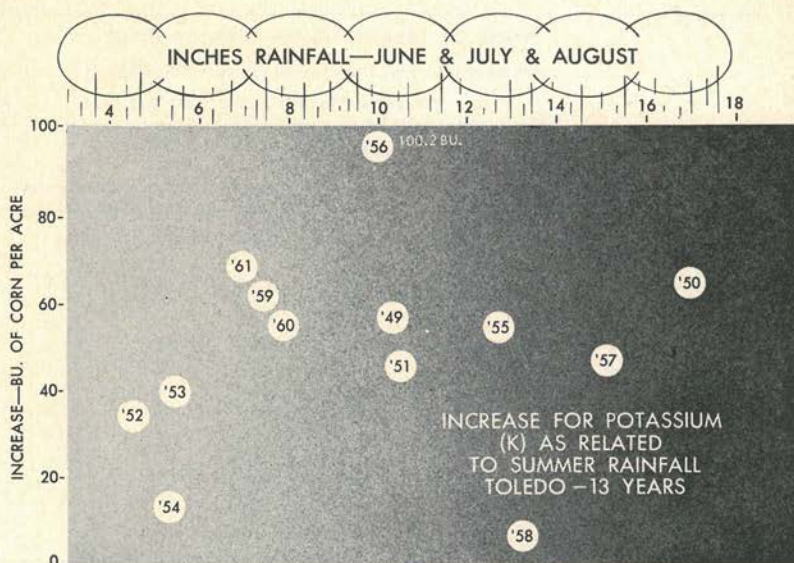 INCHES RAINFALL—JUNE & JULY & AUGUST
4 6 8 10 12 14 16 18
100-
80-
60-
40-
20-
0
INCREASE—BU. OF CORN PER ACRE
'56 100.2 BU.
'61
'59
'50
'60
'49
'55
'51
'57
'53
'52
'54
'58
INCREASE FOR POTASSIUM
(K) AS RELATED
TO SUMMER RAINFALL
TOLEDO—13 YEARS